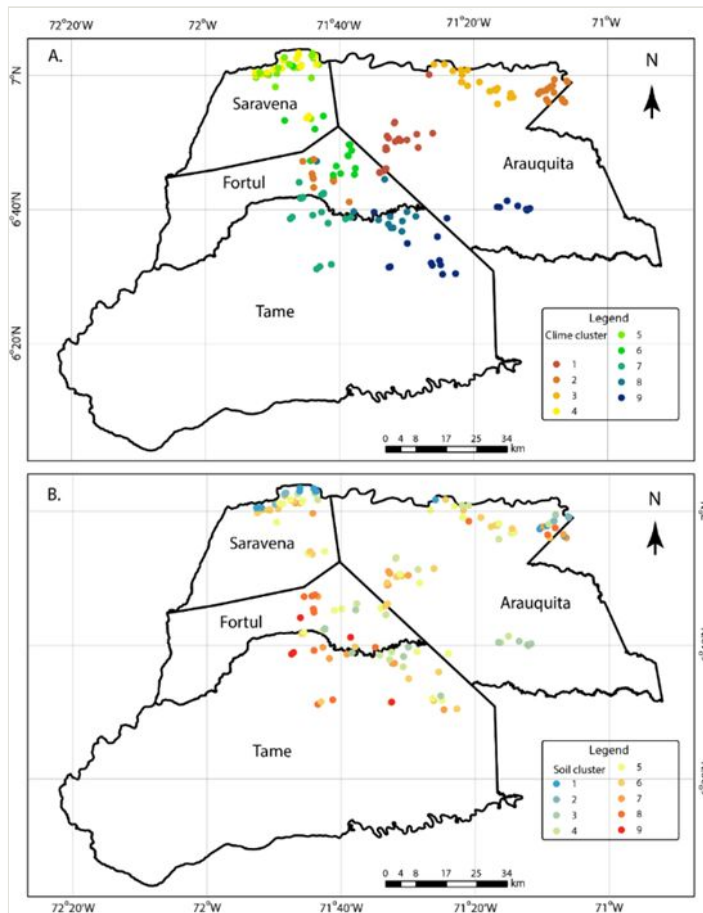 72°20'W 72°W 71°40'W 71°20'W 71°W
A.
N
7°N
Saravena
Arauquita
Fortul
6°40'N
Tame
6°20'N
Legend
Clime cluster
1
2
3
4
5
6
7
8
9
0 4 8 17 25 34
km
B.
N
Saravena
Arauquita
Fortul
Tame
Legend
Soil cluster
1
2
3
4
5
6
7
8
9
0 4 8 17 25 34
km
72°20'W 72°W 71°40'W 71°20'W 71°W